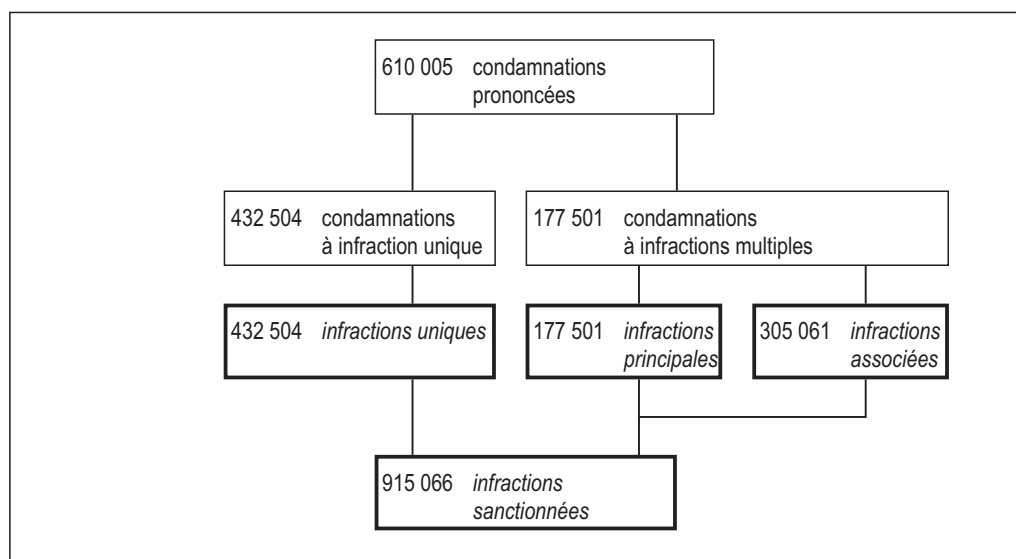 610 005 condamnations
prononcées
432 504 condamnations
à infraction unique
177 501 condamnations
à infractions multiples
432 504 infractions uniques
177 501 infractions
principales
305 061 infractions
associées
915 066 infractions
sanctionnées